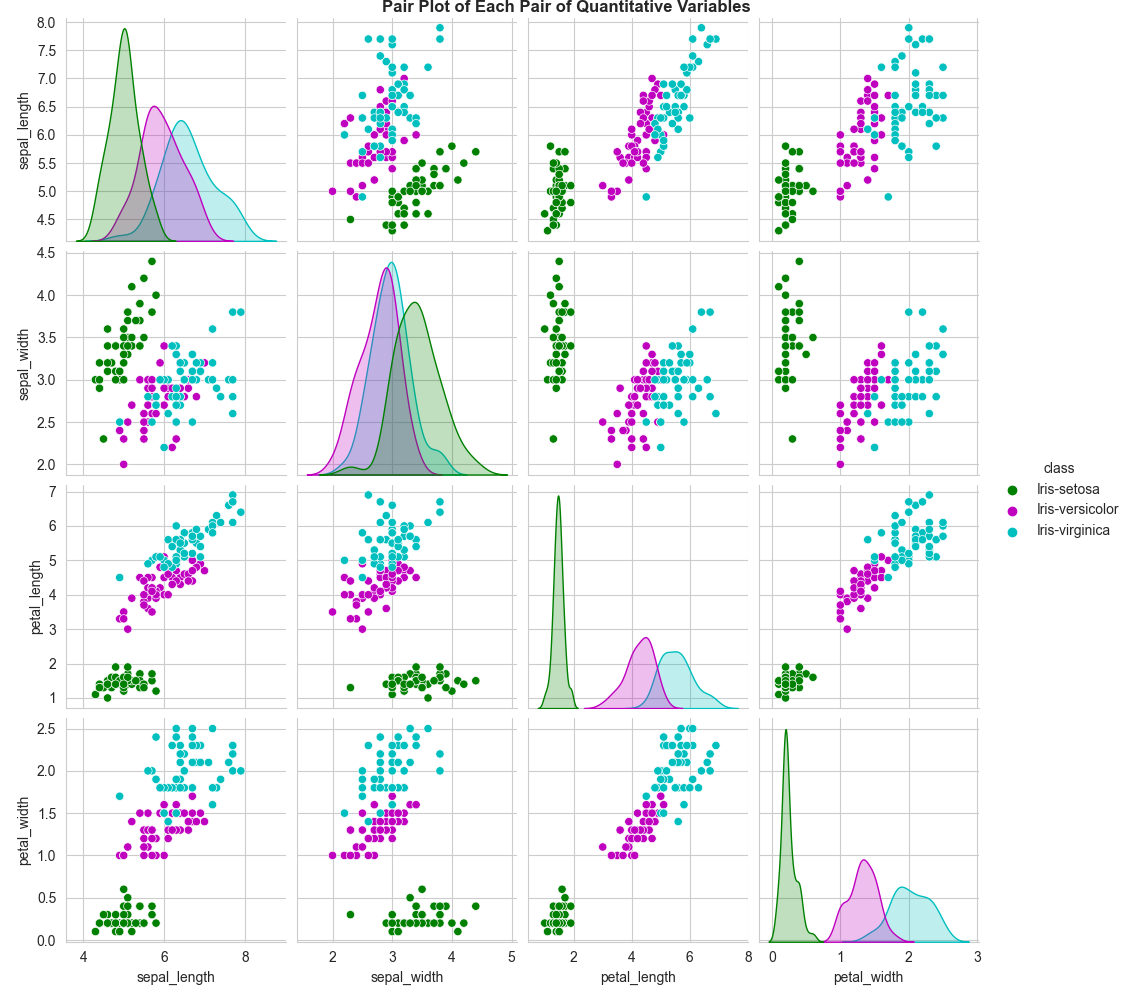 Pair Plot of Each Pair of Quantitative Variables
8.0
7.5
7.0
6.5
6.0
5.5
5.0
4.5
sepal_length
4.5
4.0
3.5
3.0
2.5
2.0
sepal_width
7
6
5
4
3
2
1
petal_length
2.5
2.0
1.5
1.0
0.5
0.0
petal_width
4 6 8
2 3 4 5
2 4 6 8
0 1 2 3
sepal_length
sepal_width
petal_length
petal_width
class
Iris-setosa
Iris-versicolor
Iris-virginica